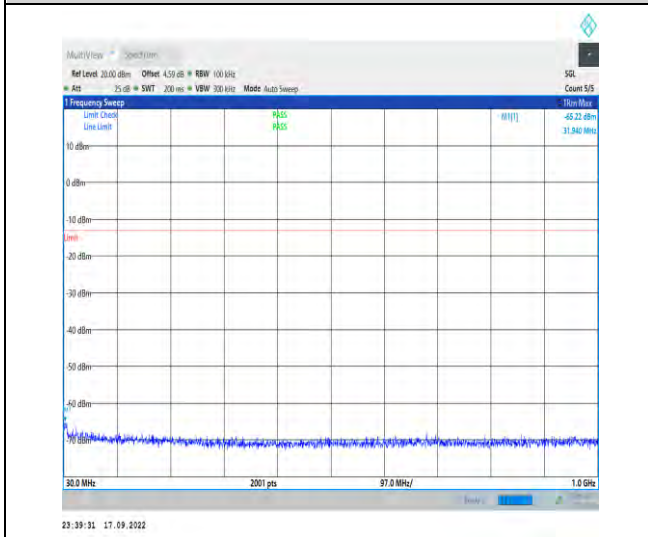 MultiView Spectrum
Ref Level 20.00 dBm Offset 4.59 dB RBW 100 kHz SGL
Att 25 dB SWT 200 ms VBW 300 kHz Mode Auto Sweep Count 5/5
1 Frequency Sweep 1Rm Max
Limit Check PASS M1[1] -65.22 dBm
Line Limit PASS 31.940 MHz
10 dBm
0 dBm
-10 dBm
Limit
-20 dBm
-30 dBm
-40 dBm
-50 dBm
-60 dBm
-70 dBm
30.0 MHz 2001 pts 97.0 MHz/ 1.0 GHz
23:39:31 17.09.2022